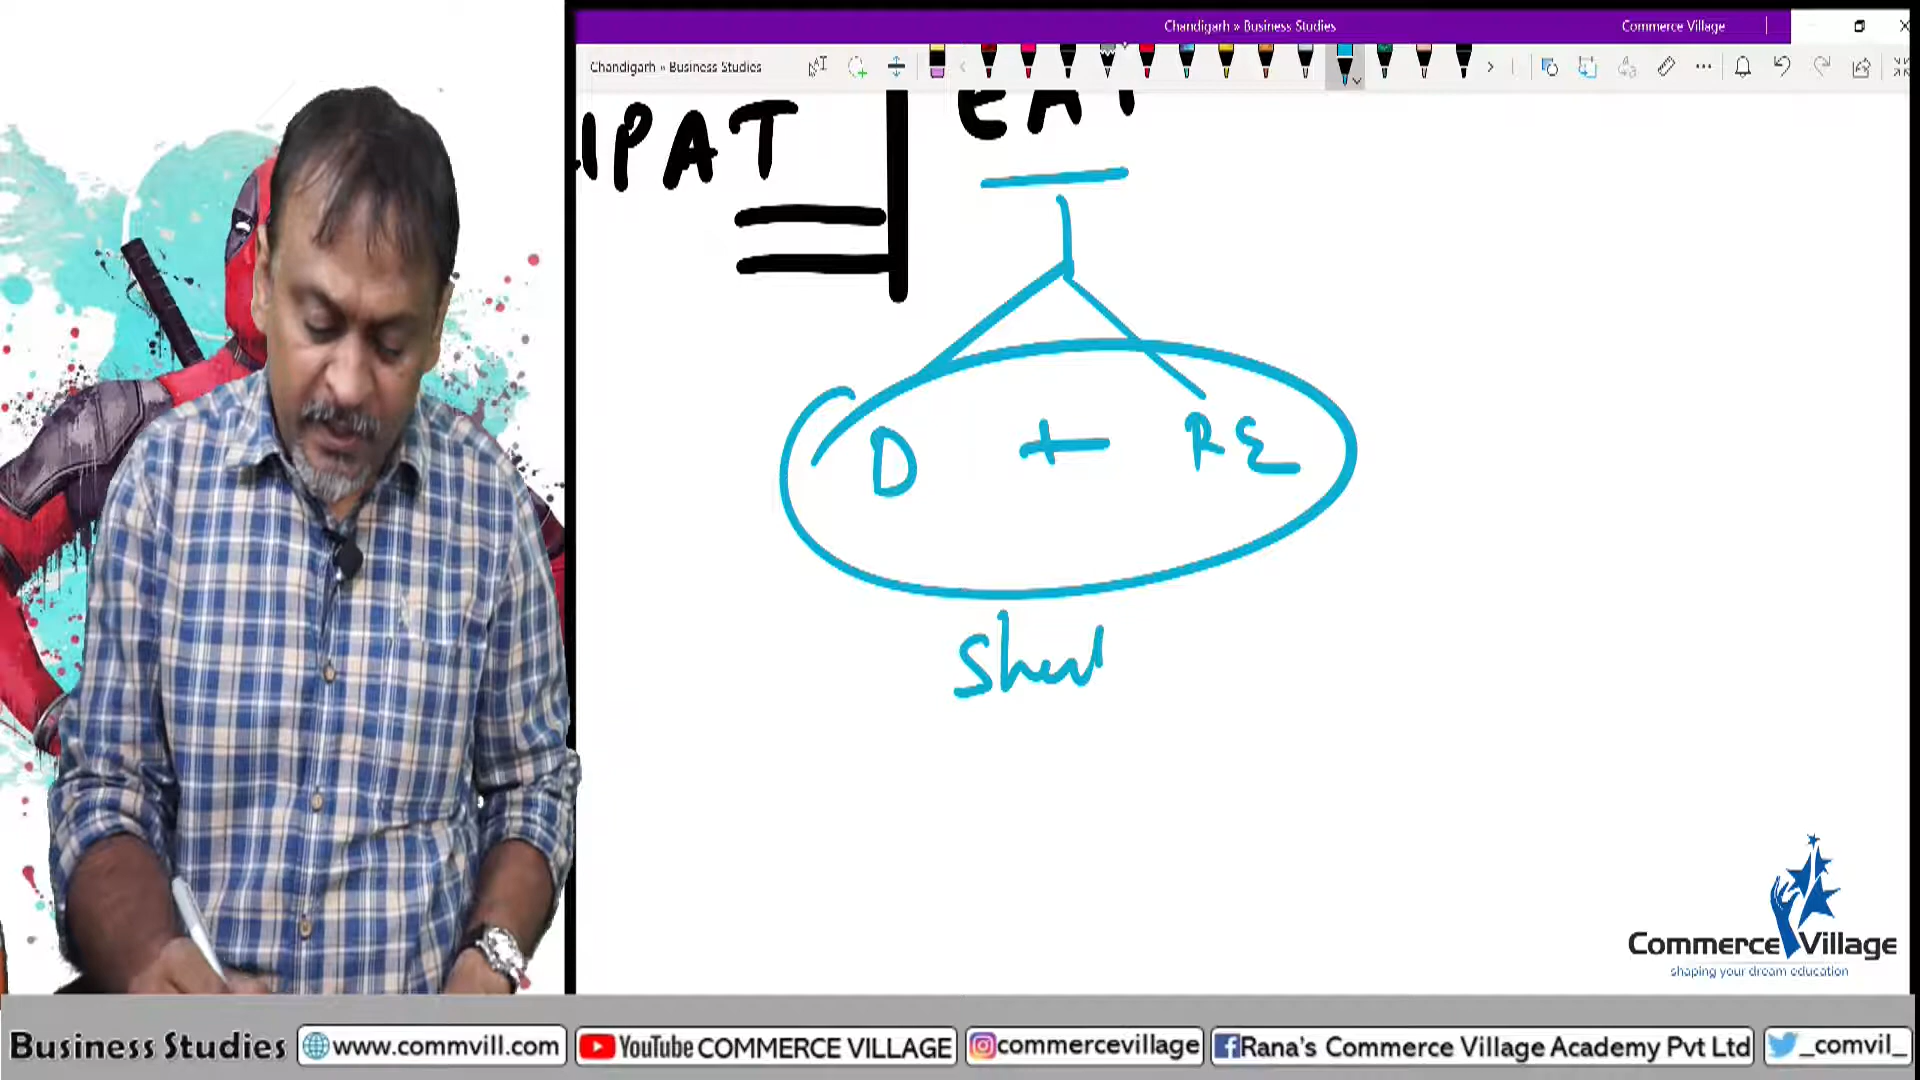 Chandigarh » Business Studies
Commerce Village
Chandigarh » Business Studies
IPAT
EAT
D + RE
Commerce Village
shaping your dream education
Business Studies
www.commvill.com
YouTube COMMERCE VILLAGE
commercevillage
Rana's Commerce Village Academy Pvt Ltd
_comvil_